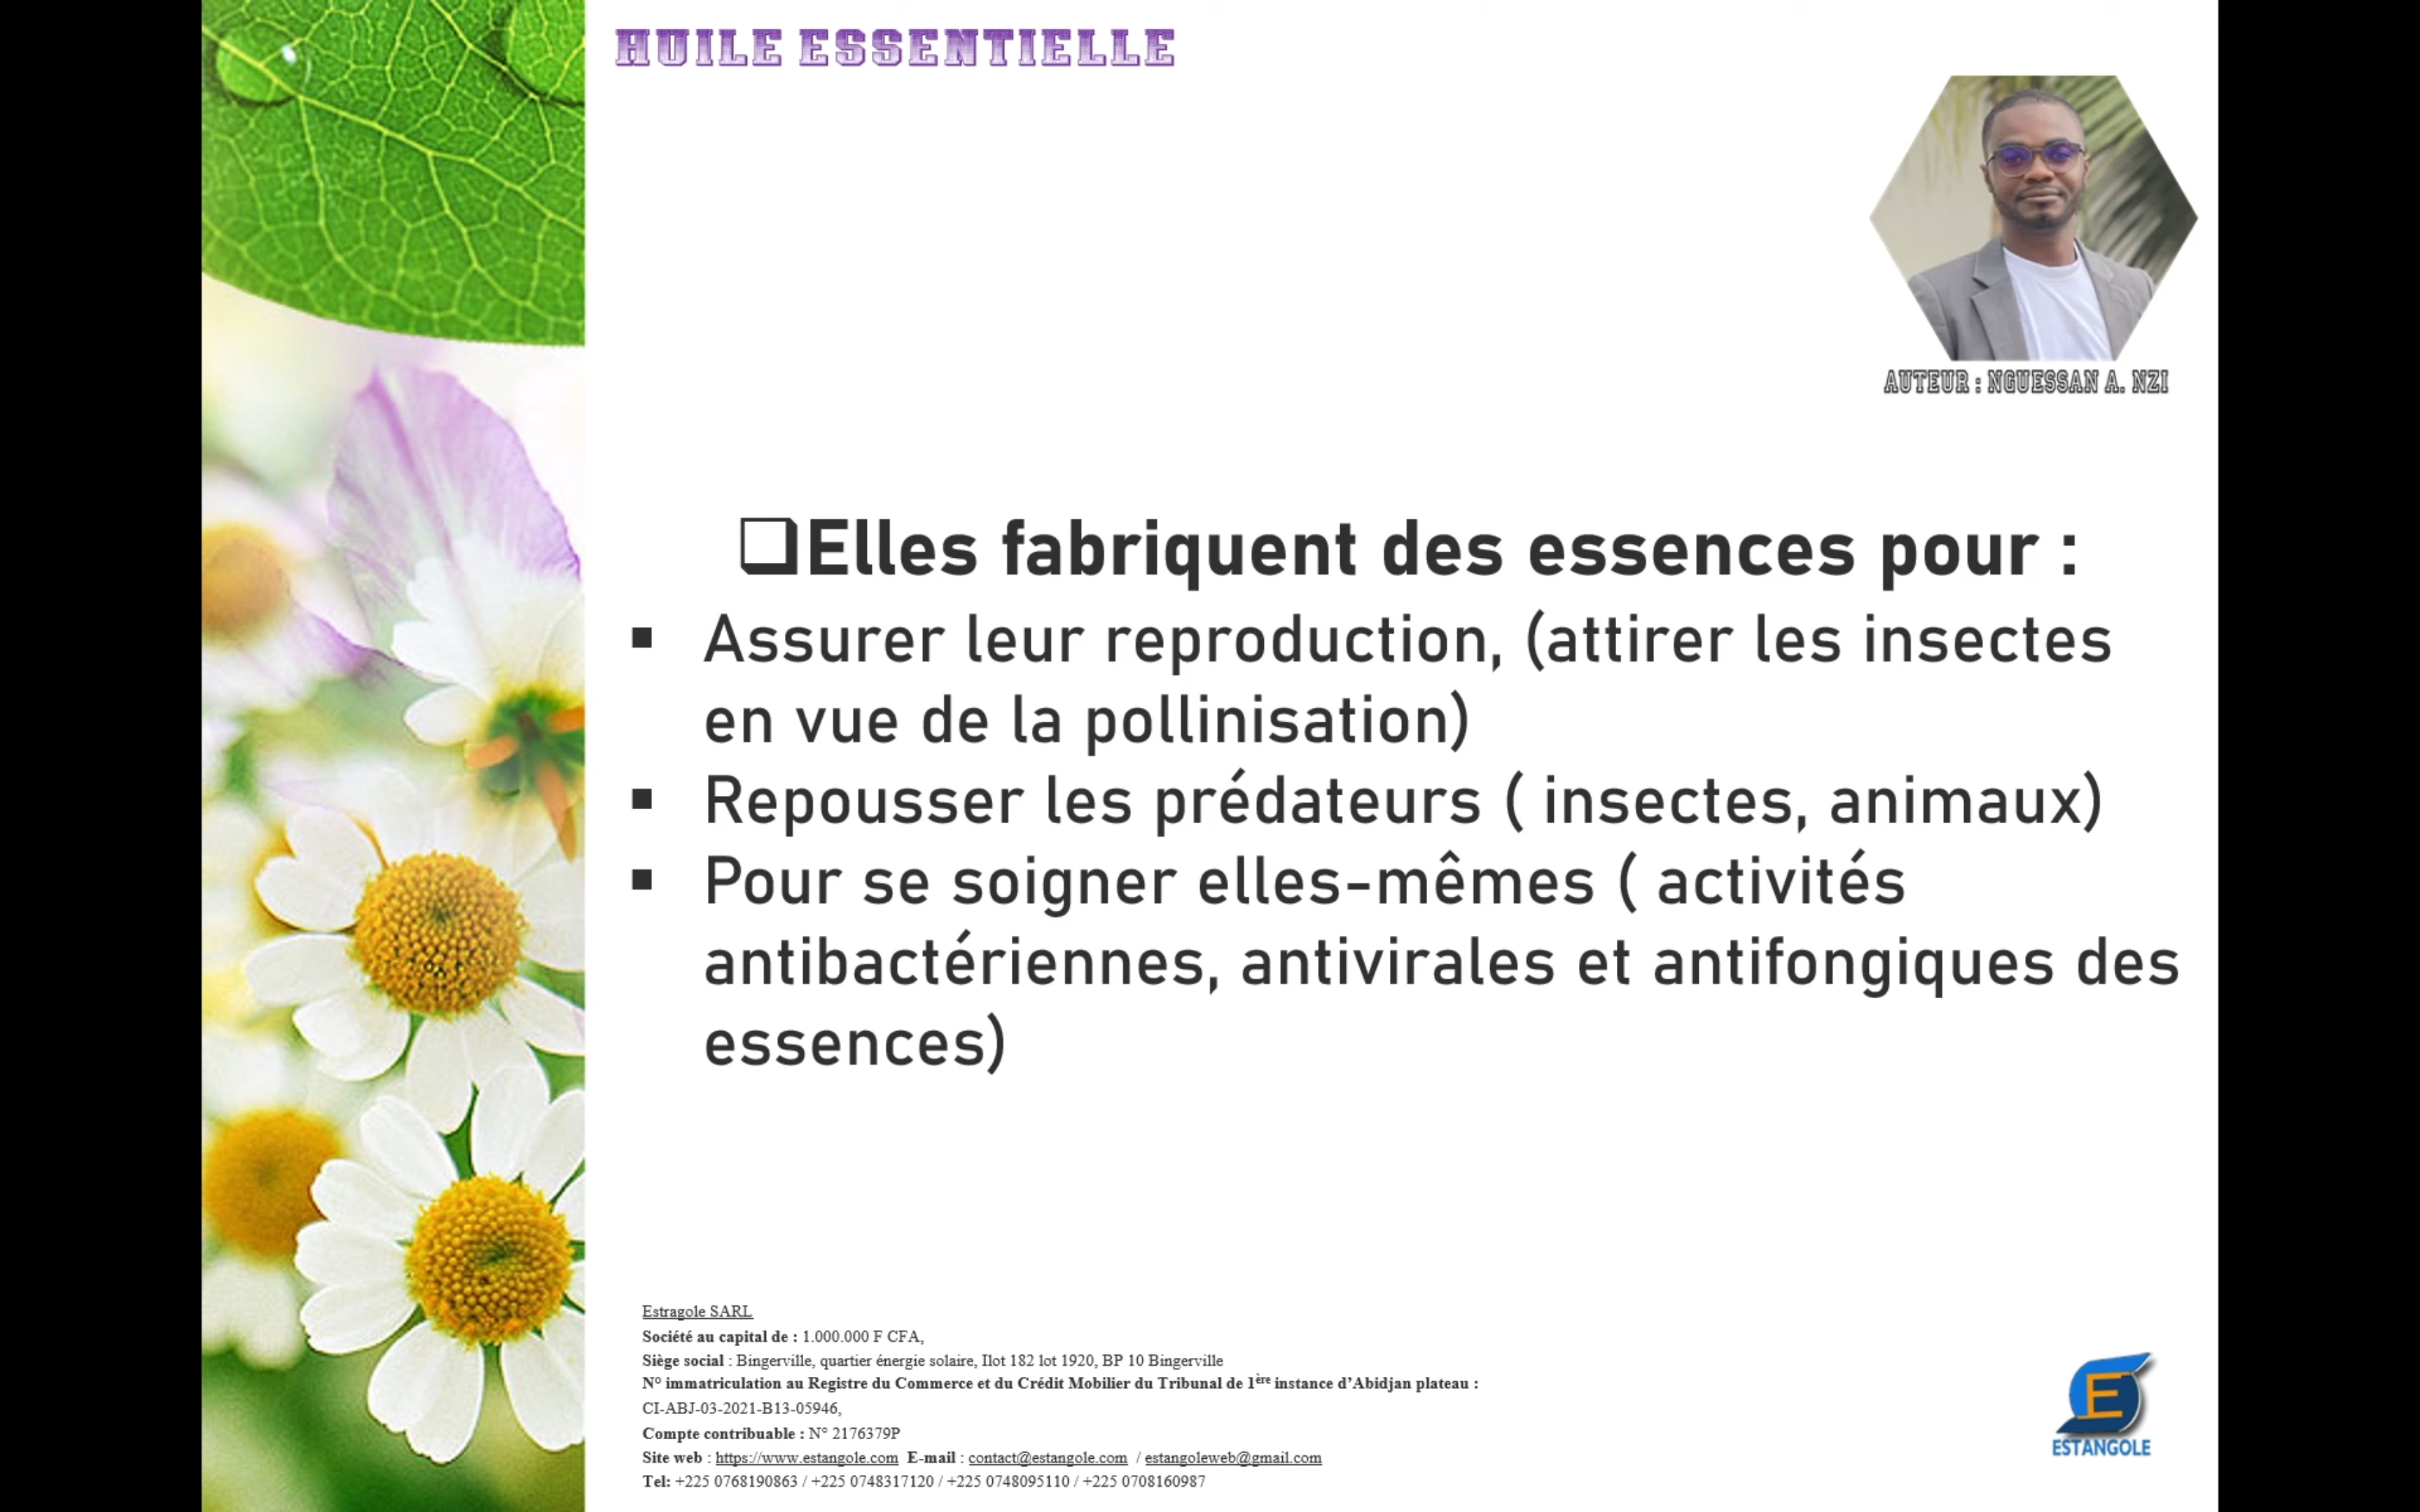 HUILE ESSENTIELLE
AUTEUR : NGUESSAN A. NZI
❑Elles fabriquent des essences pour :
▪ Assurer leur reproduction, (attirer les insectes
en vue de la pollinisation)
▪ Repousser les prédateurs ( insectes, animaux)
▪ Pour se soigner elles-mêmes ( activités
antibactériennes, antivirales et antifongiques des
essences)
Estragole SARL
Société au capital de : 1.000.000 F CFA,
Siège social : Bingerville, quartier énergie solaire, Ilot 182 lot 1920, BP 10 Bingerville
N° immatriculation au Registre du Commerce et du Crédit Mobilier du Tribunal de 1ère instance d’Abidjan plateau :
CI-ABJ-03-2021-B13-05946,
Compte contribuable : N° 2176379P
Site web : https://www.estangole.com E-mail : contact@estangole.com / estangoleweb@gmail.com
Tel: +225 0768190863 / +225 0748317120 / +225 0748095110 / +225 0708160987
E
ESTANGOLE